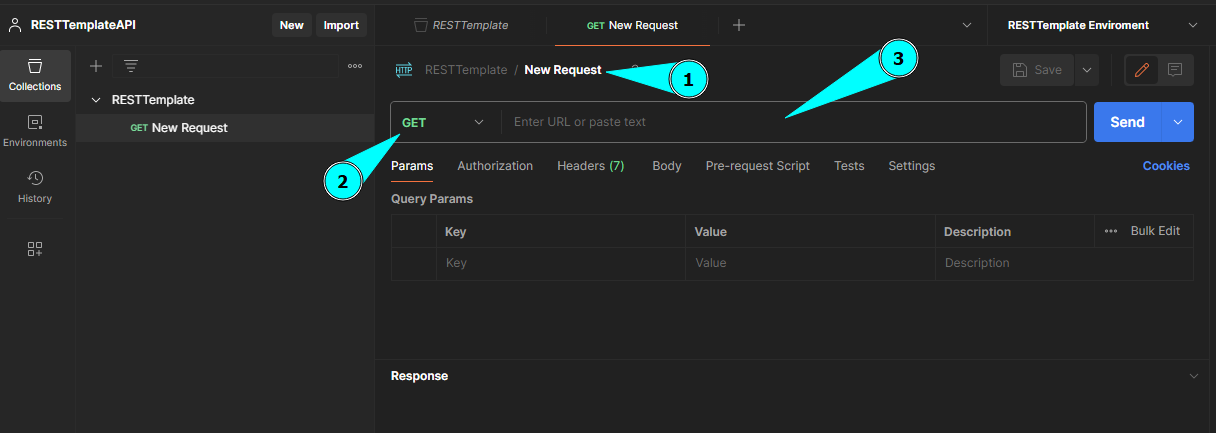 RESTTemplateAPI New Import RESTTemplate GET New Request RESTTemplate Enviroment
HTTP RESTTemplate / New Request 1 3 Save
Collections
RESTTemplate
GET New Request
GET Enter URL or paste text Send
Environments
2
Params Authorization Headers (7) Body Pre-request Script Tests Settings Cookies
History
Query Params
Key Value Description Bulk Edit
Key Value Description
Response